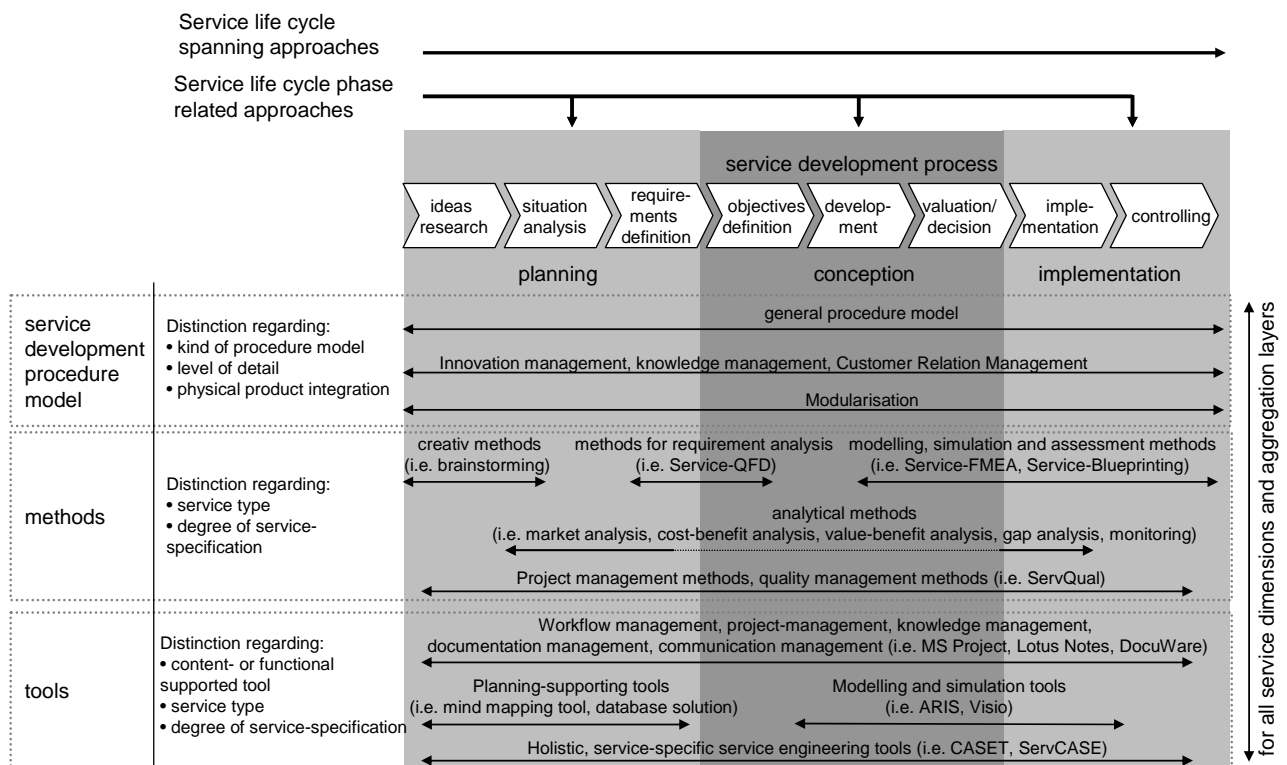 Service life cycle
spanning approaches
Service life cycle phase
related approaches
service development process
ideas
research
situation
analysis
require-
ments
definition
objectives
definition
develop-
ment
valuation/
decision
imple-
mentation
controlling
planning
conception
implementation
service
development
procedure
model
Distinction regarding:
• kind of procedure model
• level of detail
• physical product integration
general procedure model
Innovation management, knowledge management, Customer Relation Management
Modularisation
methods
Distinction regarding:
• service type
• degree of service-
specification
creativ methods
(i.e. brainstorming)
methods for requirement analysis
(i.e. Service-QFD)
modelling, simulation and assessment methods
(i.e. Service-FMEA, Service-Blueprinting)
analytical methods
(i.e. market analysis, cost-benefit analysis, value-benefit analysis, gap analysis, monitoring)
Project management methods, quality management methods (i.e. ServQual)
tools
Distinction regarding:
• content- or functional
supported tool
• service type
• degree of service-specification
Workflow management, project-management, knowledge management,
documentation management, communication management (i.e. MS Project, Lotus Notes, DocuWare)
Planning-supporting tools
(i.e. mind mapping tool, database solution)
Modelling and simulation tools
(i.e. ARIS, Visio)
Holistic, service-specific service engineering tools (i.e. CASET, ServCASE)
for all service dimensions and aggregation layers